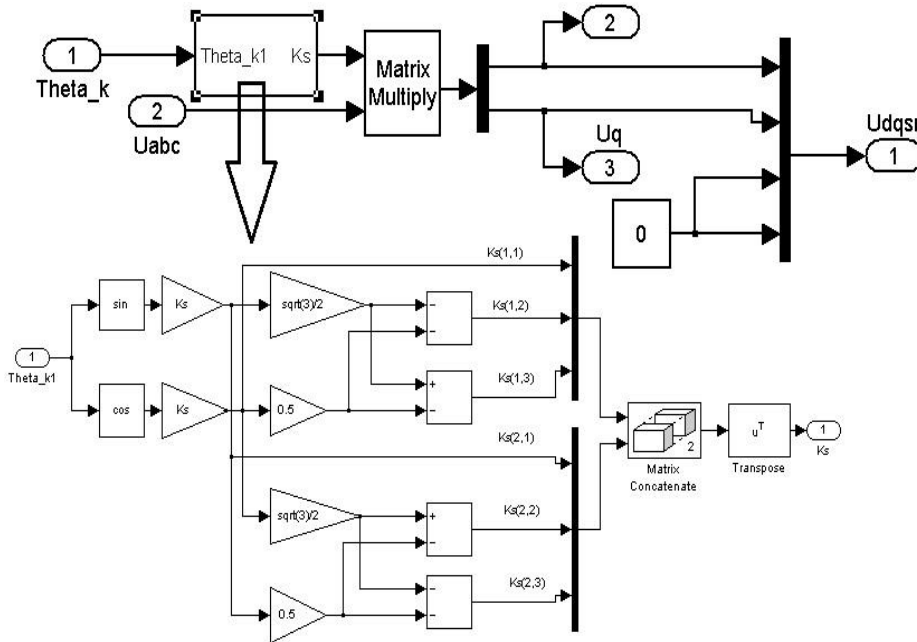 1
Theta_k
Theta_k1 Ks
2
Uabc
Matrix
Multiply
2
Uq
3
0
Udqsr
1
1
Theta_k1
sin
Ks
cos
Ks
sqrt(3)/2
0.5
−
−
+
−
Ks(1,1)
Ks(1,2)
Ks(1,3)
Ks(2,1)
sqrt(3)/2
0.5
+
−
−
−
Ks(2,2)
Ks(2,3)
2
Matrix
Concatenate
uT
Transpose
1
Ks